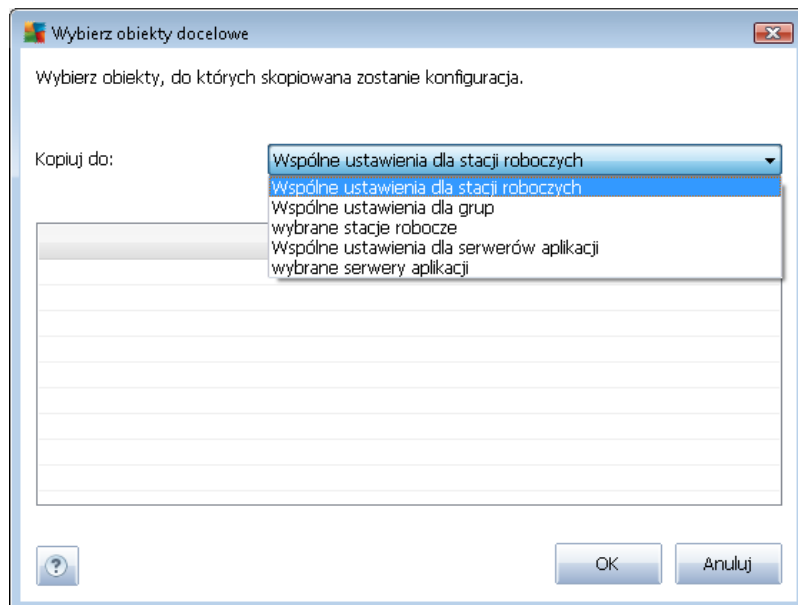 Wybierz obiekty docelowe
Wybierz obiekty, do których skopiowana zostanie konfiguracja.
Kopiuj do:
Wspólne ustawienia dla stacji roboczych
Wspólne ustawienia dla stacji roboczych
Wspólne ustawienia dla grup
wybrane stacje robocze
Wspólne ustawienia dla serwerów aplikacji
wybrane serwery aplikacji
?
OK
Anuluj